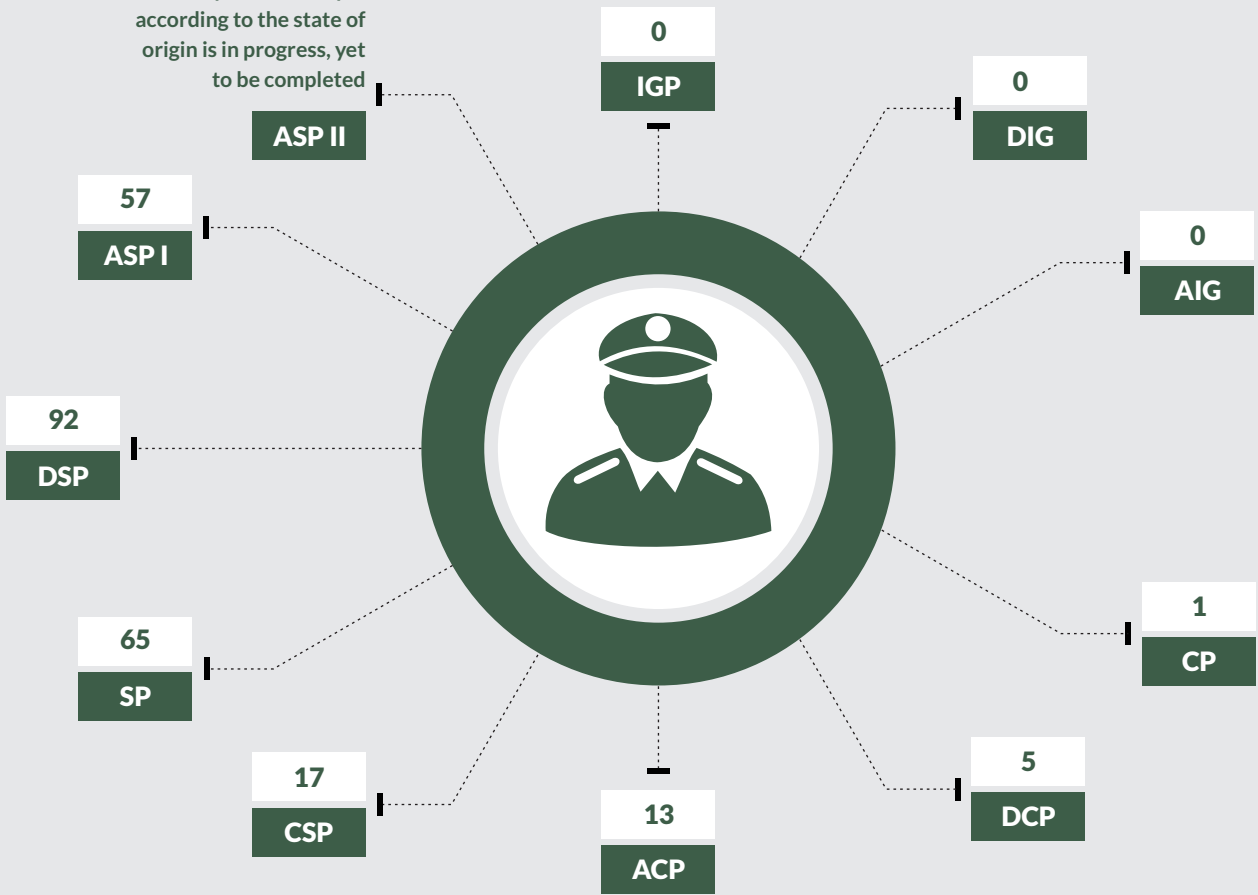 according to the state of
origin is in progress, yet
to be completed
ASP II
0
IGP
0
DIG
57
ASP I
0
AIG
92
DSP
1
CP
65
SP
5
DCP
17
CSP
13
ACP